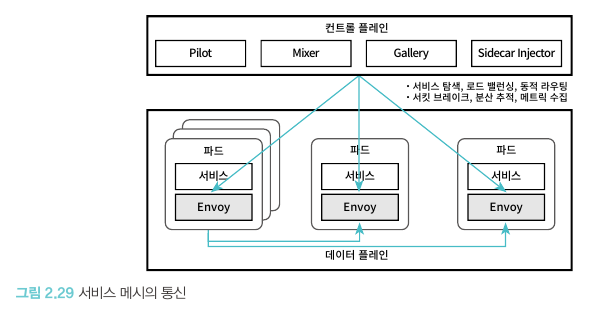 컨트롤 플레인
Pilot Mixer Gallery Sidecar Injector
· 서비스 탐색, 로드 밸런싱, 동적 라우팅
· 서킷 브레이크, 분산 추적, 메트릭 수집
파드 파드 파드
서비스 서비스 서비스
Envoy Envoy Envoy
데이터 플레인
그림 2.29 서비스 메시의 통신